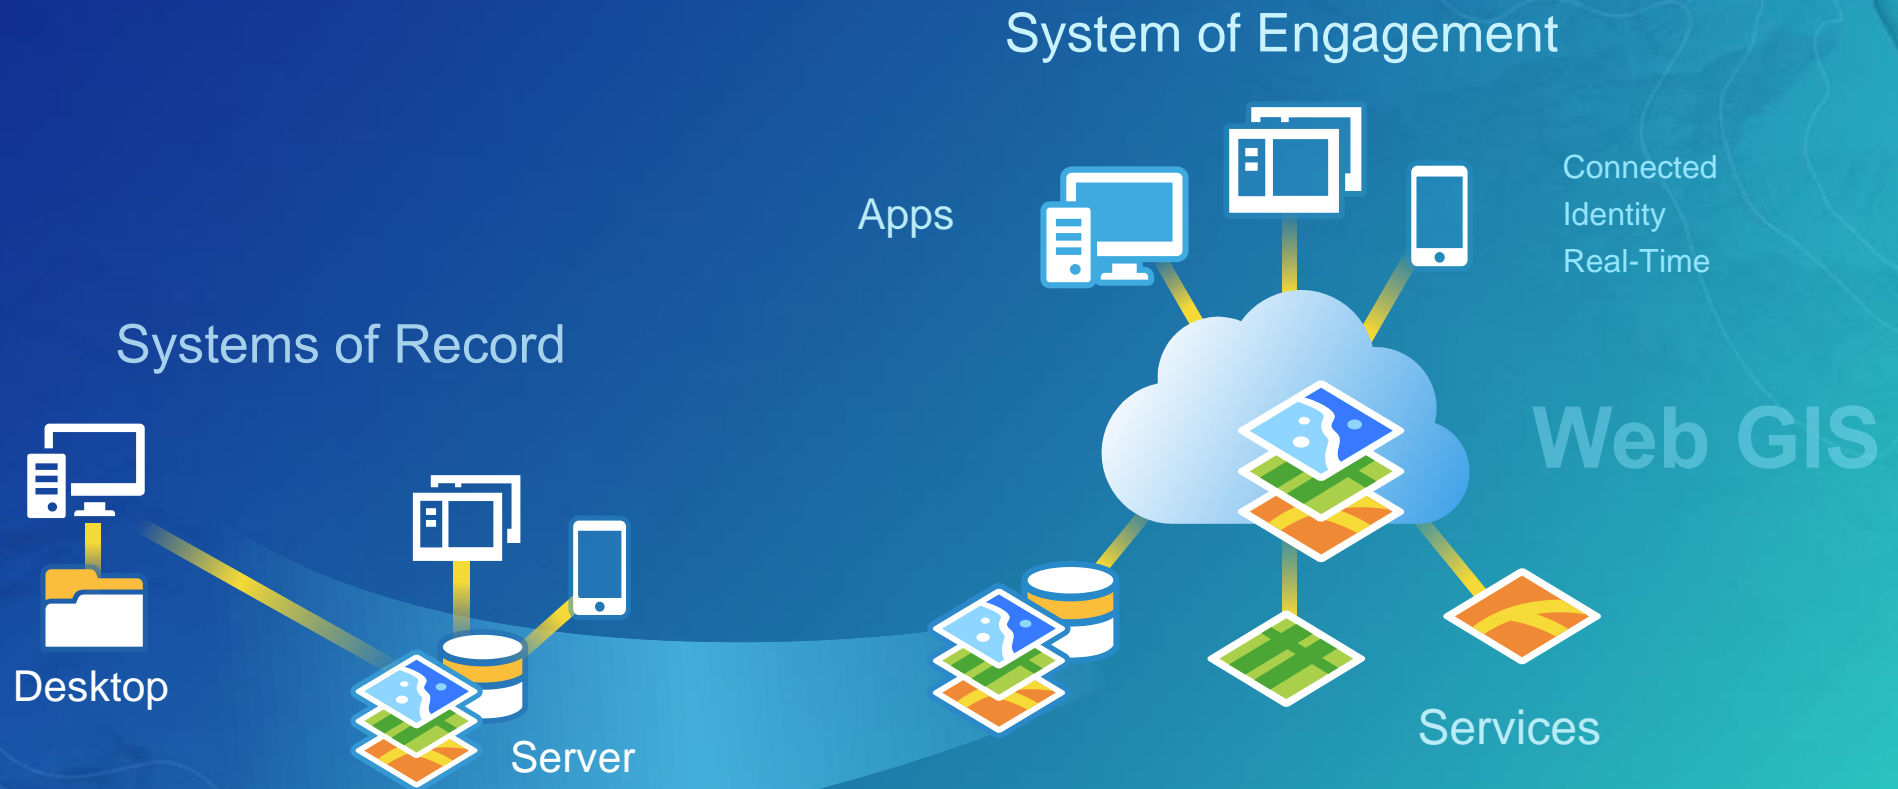 System of Engagement
Apps
Connected
Identity
Real-Time
Systems of Record
Web GIS
Desktop
Server
Services